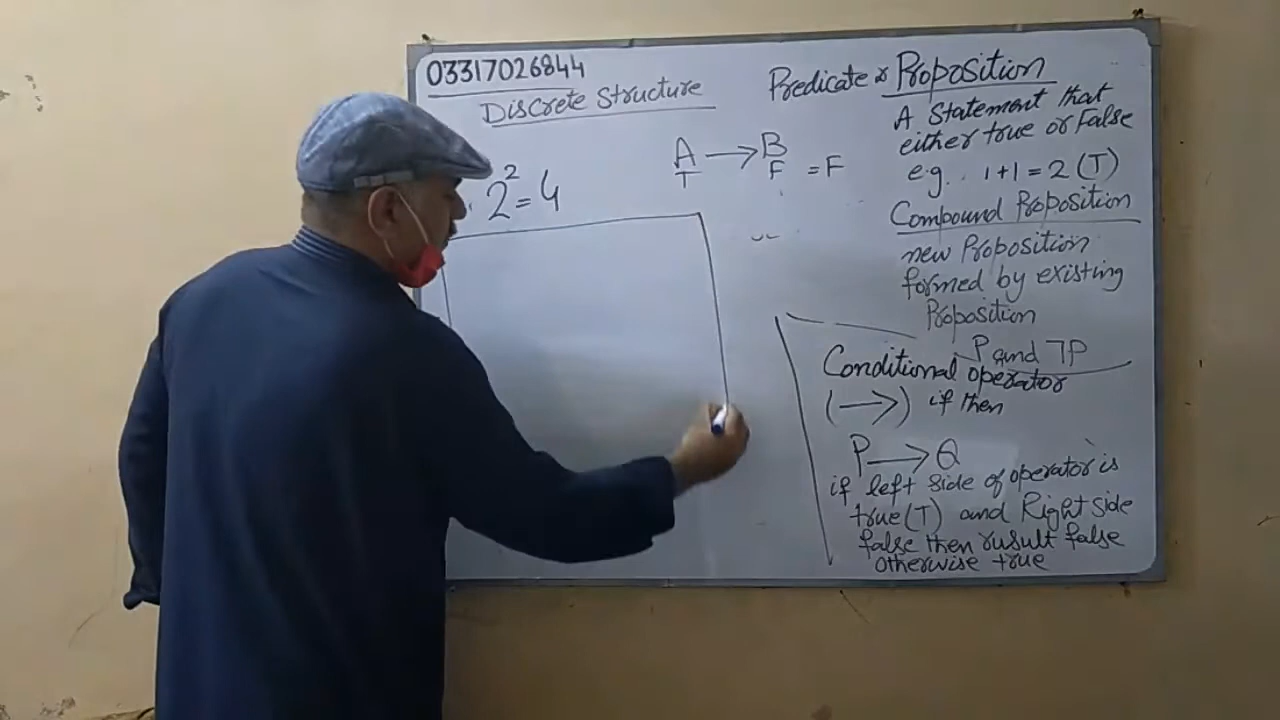 03317026844
Discrete Structure
2² = 4
A → B
T F = F
Predicate or Proposition
A Statement that
either true or False
e.g. 1+1 = 2 (T)
Compound Proposition
new Proposition
formed by existing
Proposition
P and ¬P
Conditional operator
(→) if then
P → Q
if left side of operator is
true (T) and Right side
false then rusult false
otherwise true